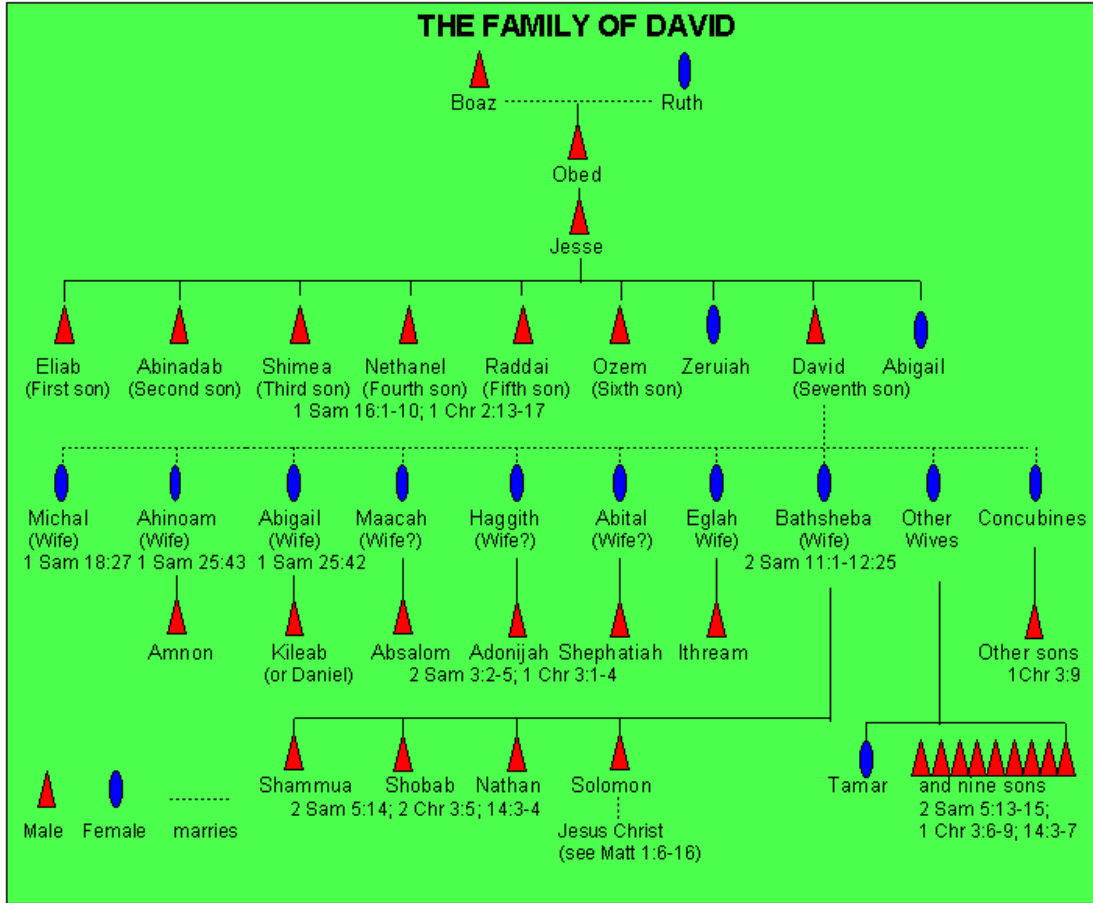 THE FAMILY OF DAVID
Boaz Ruth
Obed
Jesse
Eliab Abinadab Shimea Nethanel Raddai Ozem Zeruiah David Abigail
(First son) (Second son) (Third son) (Fourth son) (Fifth son) (Sixth son) (Seventh son)
1 Sam 16:1-10; 1 Chr 2:13-17
Michal Ahinoam Abigail Maacah Haggith Abital Eglah Bathsheba Other Concubines
(Wife) (Wife) (Wife) (Wife?) (Wife?) (Wife?) Wife) (Wife) Wives
1 Sam 18:27 1 Sam 25:43 1 Sam 25:42 2 Sam 11:1-12:25
Amnon Kileab Absalom Adonijah Shephatiah Ithream Other sons
(or Daniel) 2 Sam 3:2-5; 1 Chr 3:1-4 1Chr 3:9
Shammua Shobab Nathan Solomon Tamar and nine sons
2 Sam 5:14; 2 Chr 3:5; 14:3-4 2 Sam 5:13-15;
Male Female marries Jesus Christ 1 Chr 3:6-9; 14:3-7
(see Matt 1:6-16)